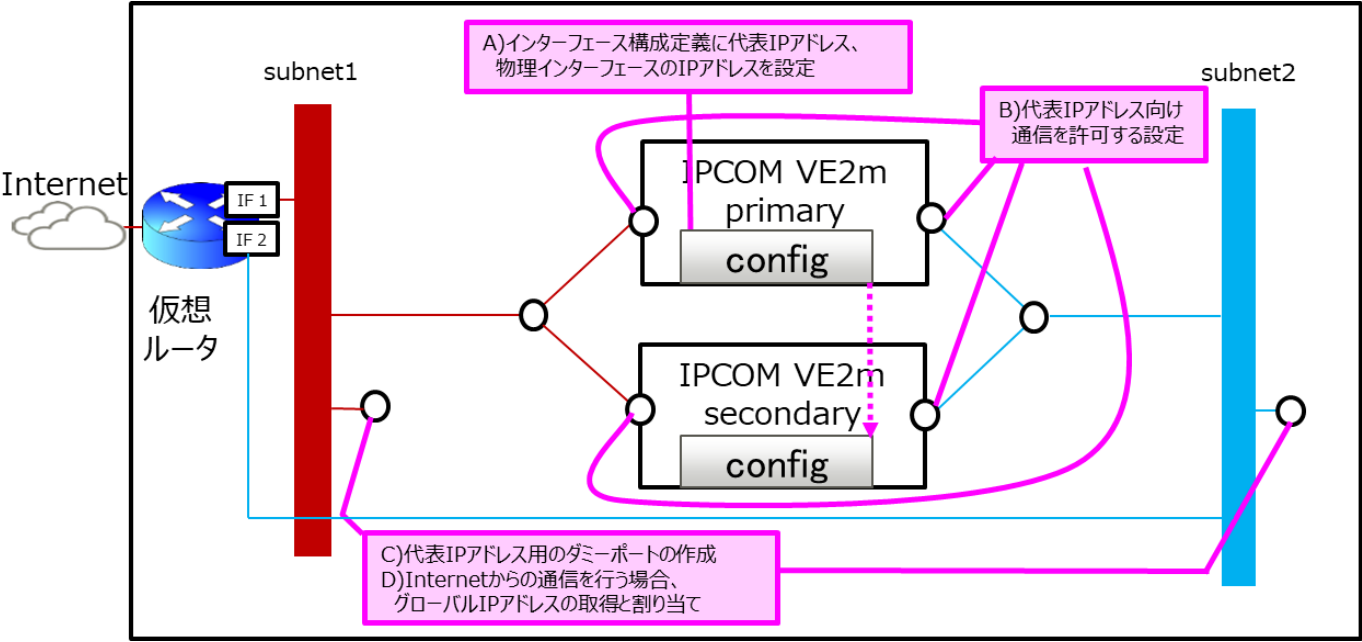 A)インターフェース構成定義に代表IPアドレス、
物理インターフェースのIPアドレスを設定
subnet1
subnet2
B)代表IPアドレス向け
通信を許可する設定
Internet
IF 1
IF 2
仮想
ルータ
IPCOM VE2m
primary
config
IPCOM VE2m
secondary
config
C)代表IPアドレス用のダミーポートの作成
D)Internetからの通信を行う場合、
グローバルIPアドレスの取得と割り当て